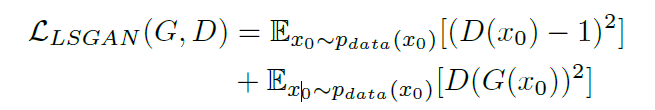 ℒ_{LSGAN}(G, D) = 𝔼_{x_0∼p_{data}(x_0)}[(D(x_0) − 1)^2]
+ 𝔼_{x_0∼p_{data}(x_0)}[D(G(x_0))^2]